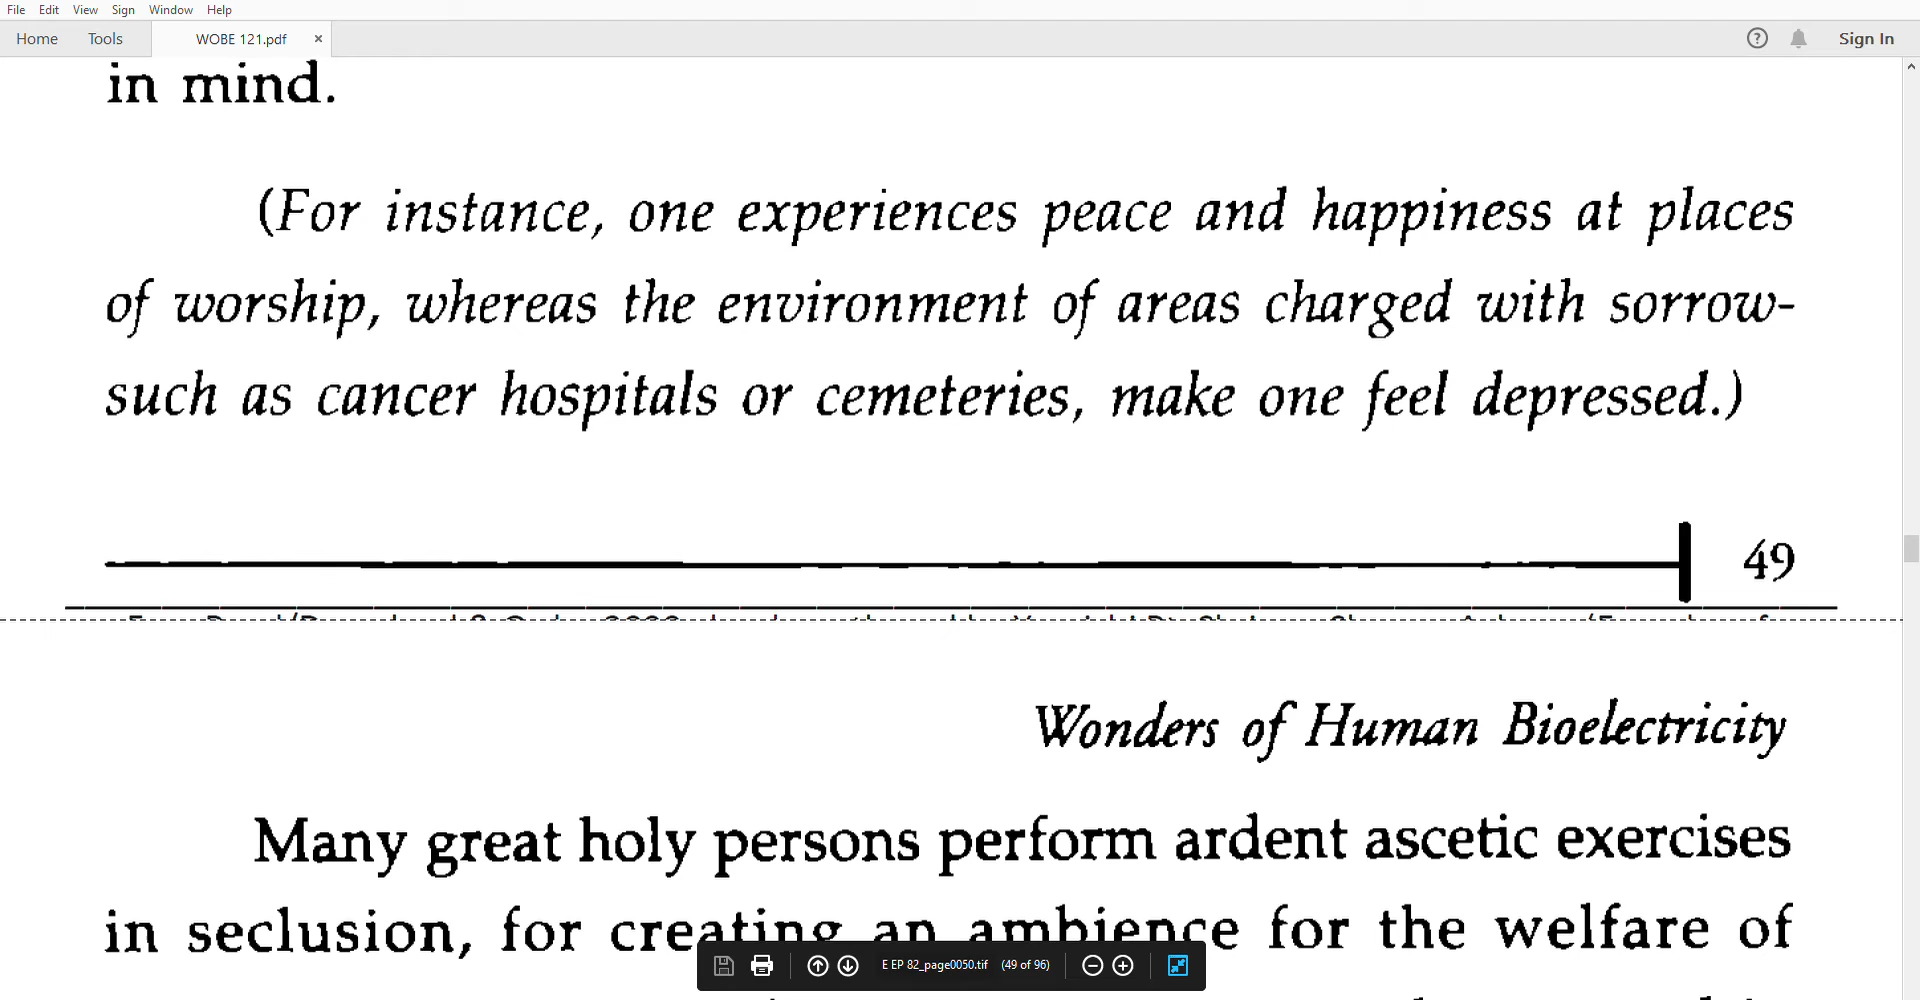 File Edit View Sign Window Help
Home Tools WOBE 121.pdf × ? Sign In
in mind.
(For instance, one experiences peace and happiness at places
of worship, whereas the environment of areas charged with sorrow-
such as cancer hospitals or cemeteries, make one feel depressed.)
49
Wonders of Human Bioelectricity
Many great holy persons perform ardent ascetic exercises
in seclusion, for creating an ambience for the welfare of
E EP 82_page0050.tif (49 of 96)